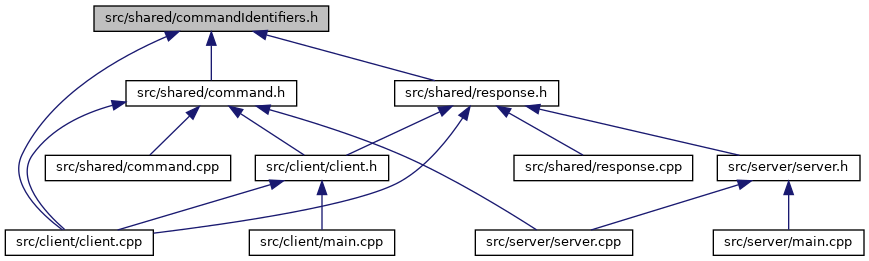 src/shared/commandIdentifiers.h
src/shared/command.h
src/shared/response.h
src/shared/command.cpp
src/client/client.h
src/shared/response.cpp
src/server/server.h
src/client/client.cpp
src/client/main.cpp
src/server/server.cpp
src/server/main.cpp